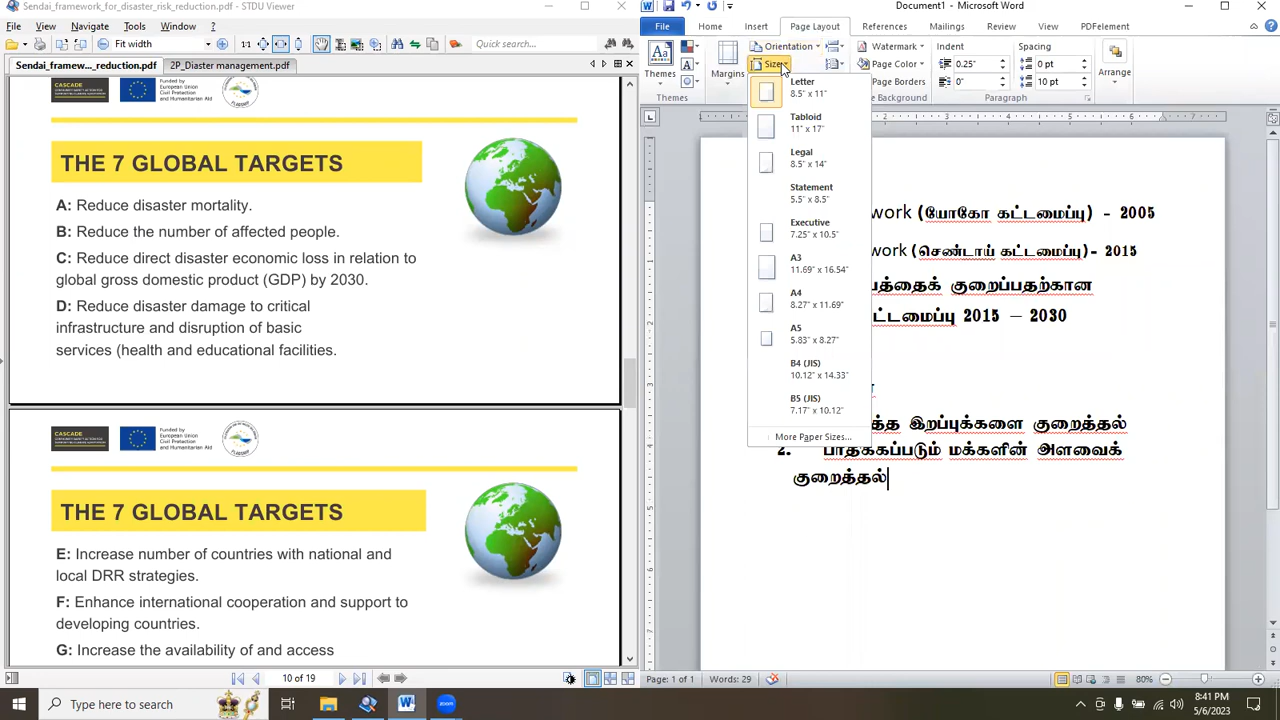 Sendai_framework_for_disaster_risk_reduction.pdf - STDU Viewer
File View Navigate Tools Window ?
Fit width
1:1
Quick search...
Sendai_framew..._reduction.pdf
2P_Diaster management.pdf
CASCADE
Funded by
European Union
Civil Protection
and Humanitarian Aid
THE 7 GLOBAL TARGETS
A: Reduce disaster mortality.
B: Reduce the number of affected people.
C: Reduce direct disaster economic loss in relation to
global gross domestic product (GDP) by 2030.
D: Reduce disaster damage to critical
infrastructure and disruption of basic
services (health and educational facilities.
CASCADE
Funded by
European Union
Civil Protection
and Humanitarian Aid
THE 7 GLOBAL TARGETS
E: Increase number of countries with national and
local DRR strategies.
F: Enhance international cooperation and support to
developing countries.
G: Increase the availability of and access
10 of 19
Document1 - Microsoft Word
File Home Insert Page Layout References Mailings Review View PDFelement
Themes
Themes
Margins
Orientation
Size
Watermark
Page Color
Page Borders
e Background
Indent
0.25"
0"
Spacing
0 pt
10 pt
Paragraph
Arrange
Letter
8.5" x 11"
Tabloid
11" x 17"
Legal
8.5" x 14"
Statement
5.5" x 8.5"
Executive
7.25" x 10.5"
A3
11.69" x 16.54"
A4
8.27" x 11.69"
A5
5.83" x 8.27"
B4 (JIS)
10.12" x 14.33"
B5 (JIS)
7.17" x 10.12"
More Paper Sizes...
work (யோகோ கட்டமைப்பு) - 2005
work (செண்டாய் கட்டமைப்பு)- 2015
பத்தைக் குறைப்பதற்கான
கட்டமைப்பு 2015 – 2030
த்த இறப்புக்களை குறைத்தல்
2. பாதிக்கப்படும் மக்களின் அளவைக்
குறைத்தல்
Page: 1 of 1
Words: 29
80%
Type here to search
8:41 PM
5/6/2023